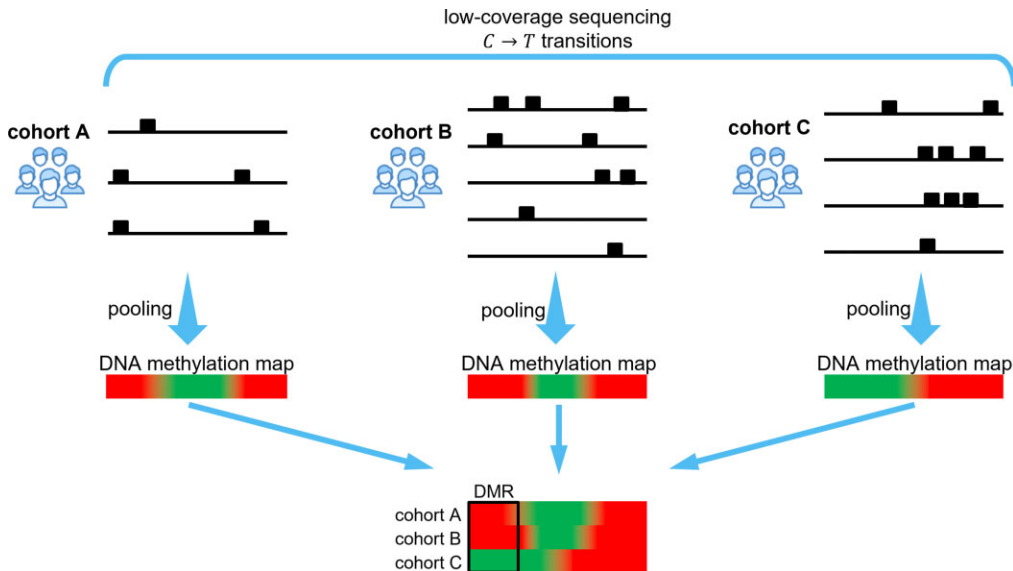 low-coverage sequencing
C → T transitions
cohort A
cohort B
cohort C
pooling
pooling
pooling
DNA methylation map
DNA methylation map
DNA methylation map
DMR
cohort A
cohort B
cohort C